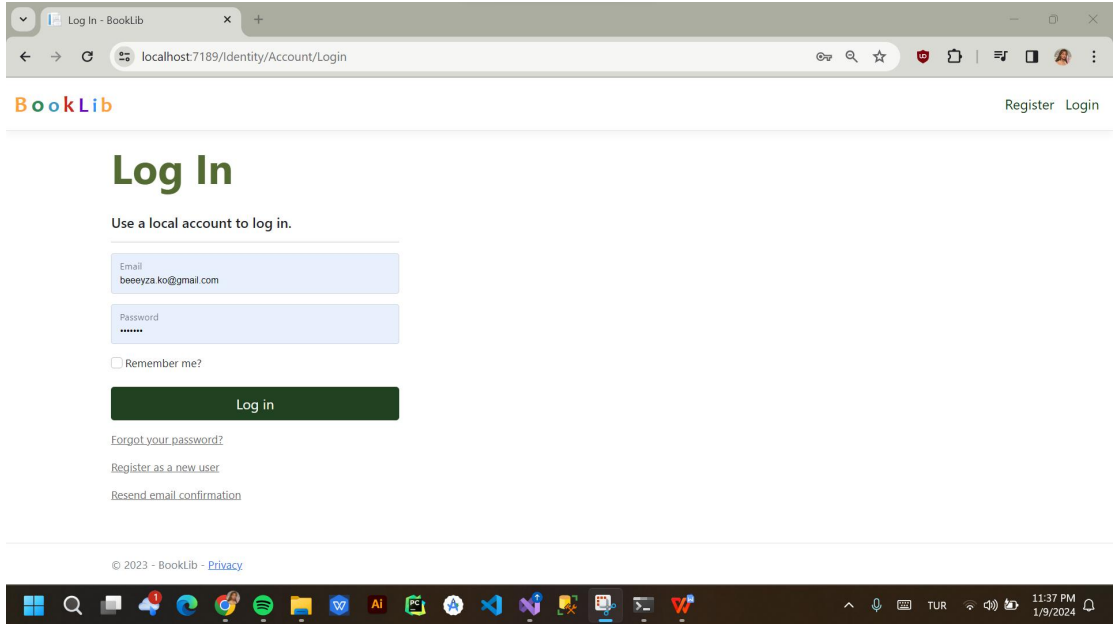 Log In - BookLib
localhost:7189/Identity/Account/Login
BookLib
Register Login
Log In
Use a local account to log in.
Email
beeeyza.ko@gmail.com
Password
•••••••
Remember me?
Log in
Forgot your password?
Register as a new user
Resend email confirmation
© 2023 - BookLib - Privacy
Ai
PC
TUR
11:37 PM
1/9/2024